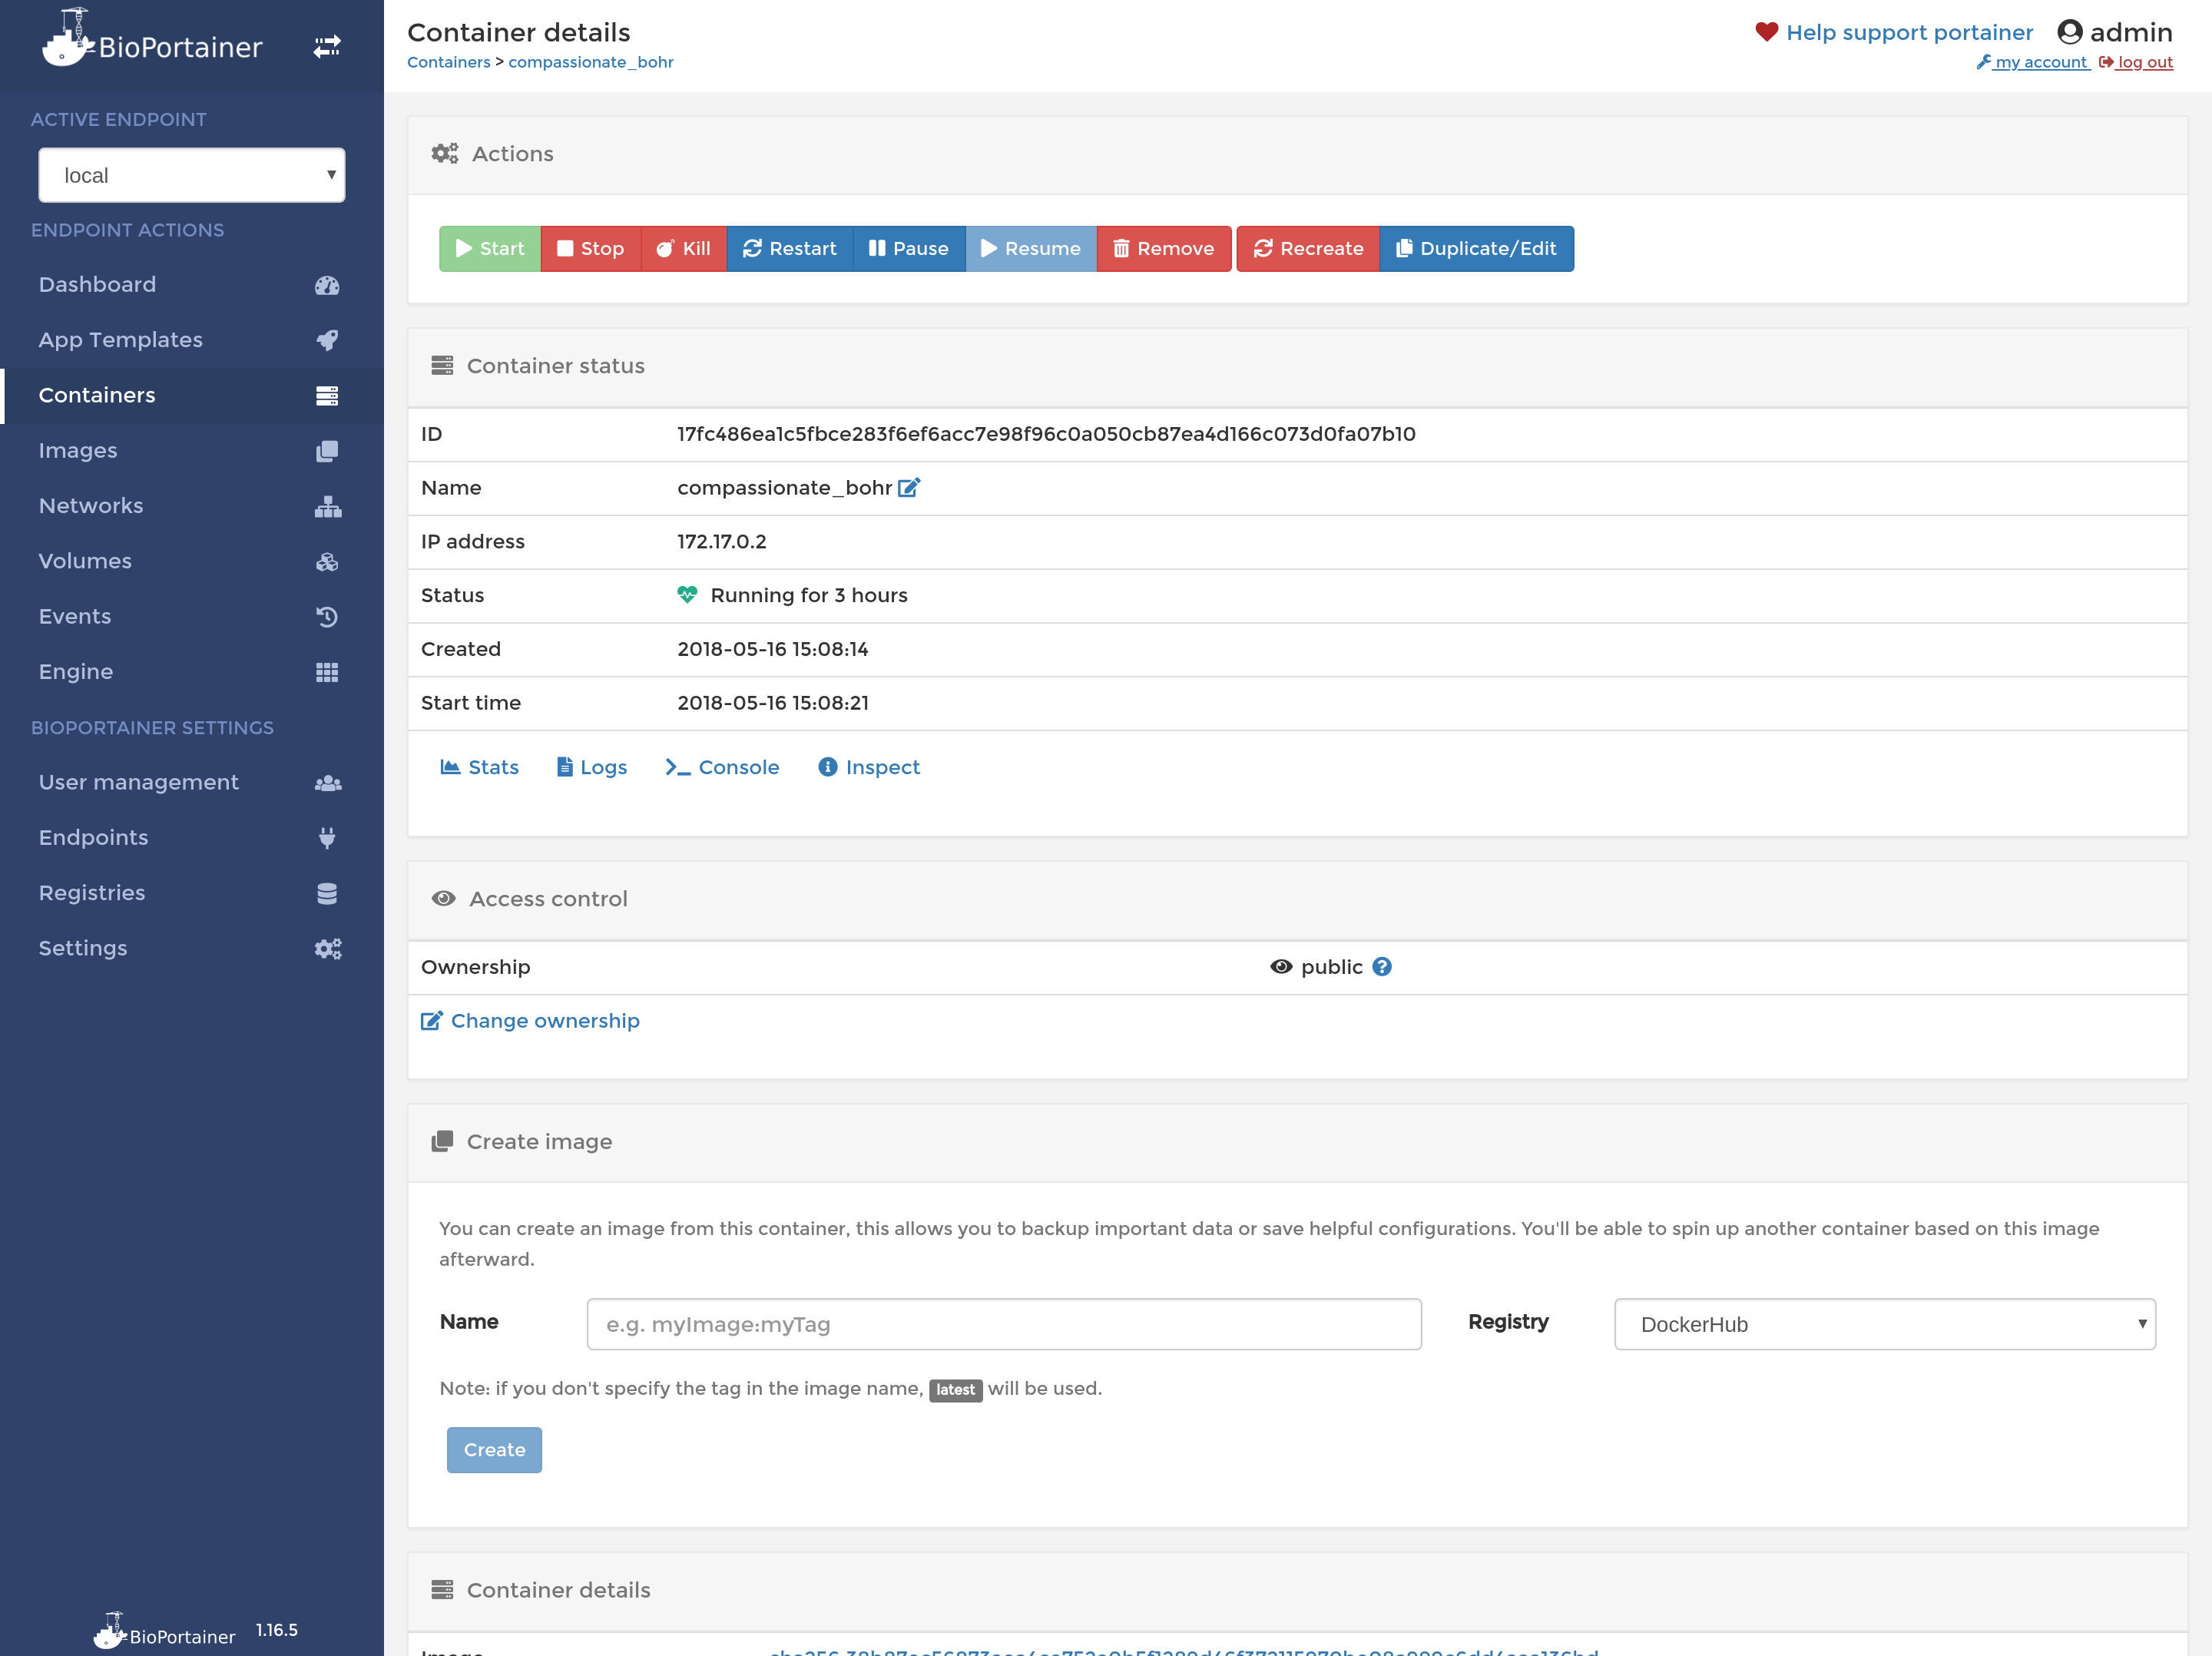 BioPortainer
Container details
Containers > compassionate_bohr
Help support portainer
admin
my account
log out
ACTIVE ENDPOINT
local
ENDPOINT ACTIONS
Dashboard
App Templates
Containers
Images
Networks
Volumes
Events
Engine
BIOPORTAINER SETTINGS
User management
Endpoints
Registries
Settings
BioPortainer 1.16.5
Actions
Start Stop Kill Restart Pause Resume Remove Recreate Duplicate/Edit
Container status
ID 17fc486ea1c5fbce283f6ef6acc7e98f96c0a050cb87ea4d166c073d0fa07b10
Name compassionate_bohr
IP address 172.17.0.2
Status Running for 3 hours
Created 2018-05-16 15:08:14
Start time 2018-05-16 15:08:21
Stats Logs Console Inspect
Access control
Ownership public
Change ownership
Create image
You can create an image from this container, this allows you to backup important data or save helpful configurations. You'll be able to spin up another container based on this image
afterward.
Name e.g. myImage:myTag Registry DockerHub
Note: if you don't specify the tag in the image name, latest will be used.
Create
Container details
Image